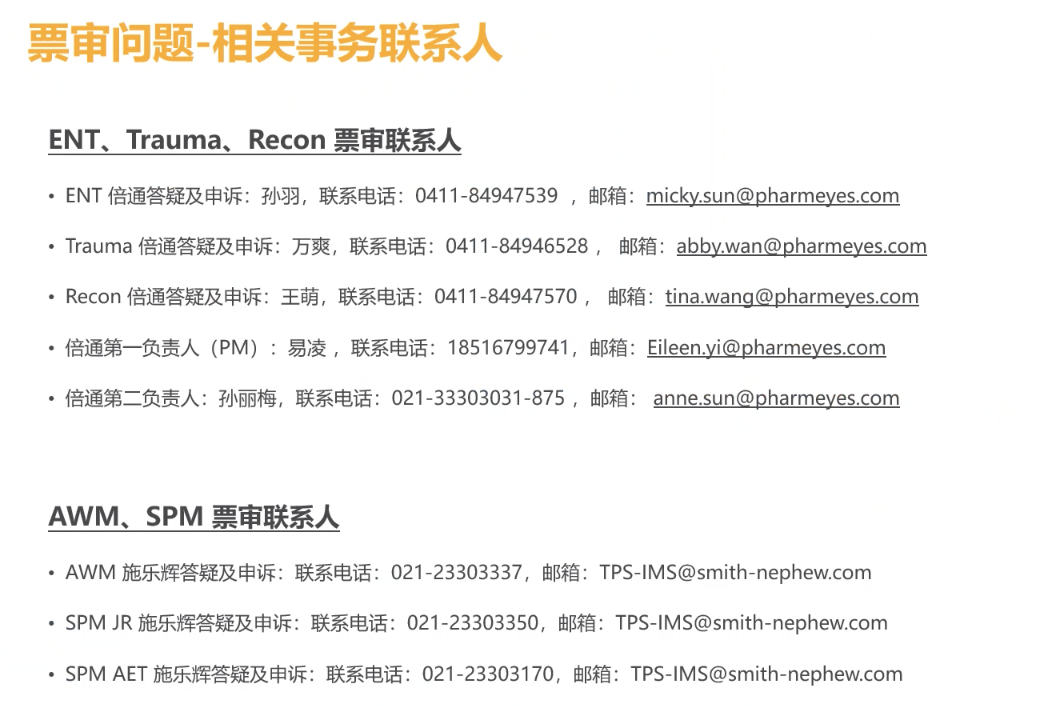 票审问题-相关事务联系人
ENT、Trauma、Recon 票审联系人
• ENT 倍通答疑及申诉：孙羽，联系电话：0411-84947539 ，邮箱：micky.sun@pharmeyes.com
• Trauma 倍通答疑及申诉：万爽，联系电话：0411-84946528 ， 邮箱：abby.wan@pharmeyes.com
• Recon 倍通答疑及申诉：王萌，联系电话：0411-84947570 ， 邮箱：tina.wang@pharmeyes.com
• 倍通第一负责人（PM）：易凌 ，联系电话：18516799741，邮箱：Eileen.yi@pharmeyes.com
• 倍通第二负责人：孙丽梅，联系电话：021-33303031-875 ，邮箱： anne.sun@pharmeyes.com
AWM、SPM 票审联系人
• AWM 施乐辉答疑及申诉：联系电话：021-23303337，邮箱：TPS-IMS@smith-nephew.com
• SPM JR 施乐辉答疑及申诉：联系电话：021-23303350，邮箱：TPS-IMS@smith-nephew.com
• SPM AET 施乐辉答疑及申诉：联系电话：021-23303170，邮箱：TPS-IMS@smith-nephew.com